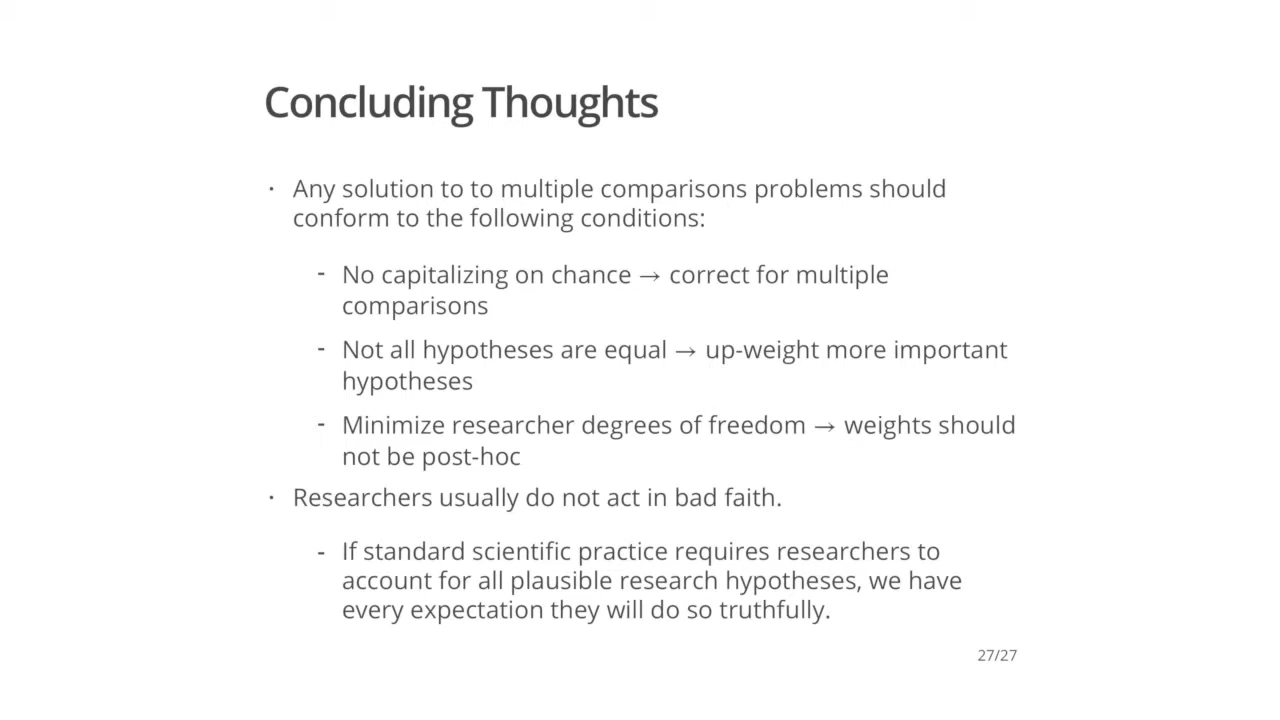 Concluding Thoughts
· Any solution to to multiple comparisons problems should
conform to the following conditions:
- No capitalizing on chance → correct for multiple
comparisons
- Not all hypotheses are equal → up-weight more important
hypotheses
- Minimize researcher degrees of freedom → weights should
not be post-hoc
· Researchers usually do not act in bad faith.
- If standard scientific practice requires researchers to
account for all plausible research hypotheses, we have
every expectation they will do so truthfully.
27/27